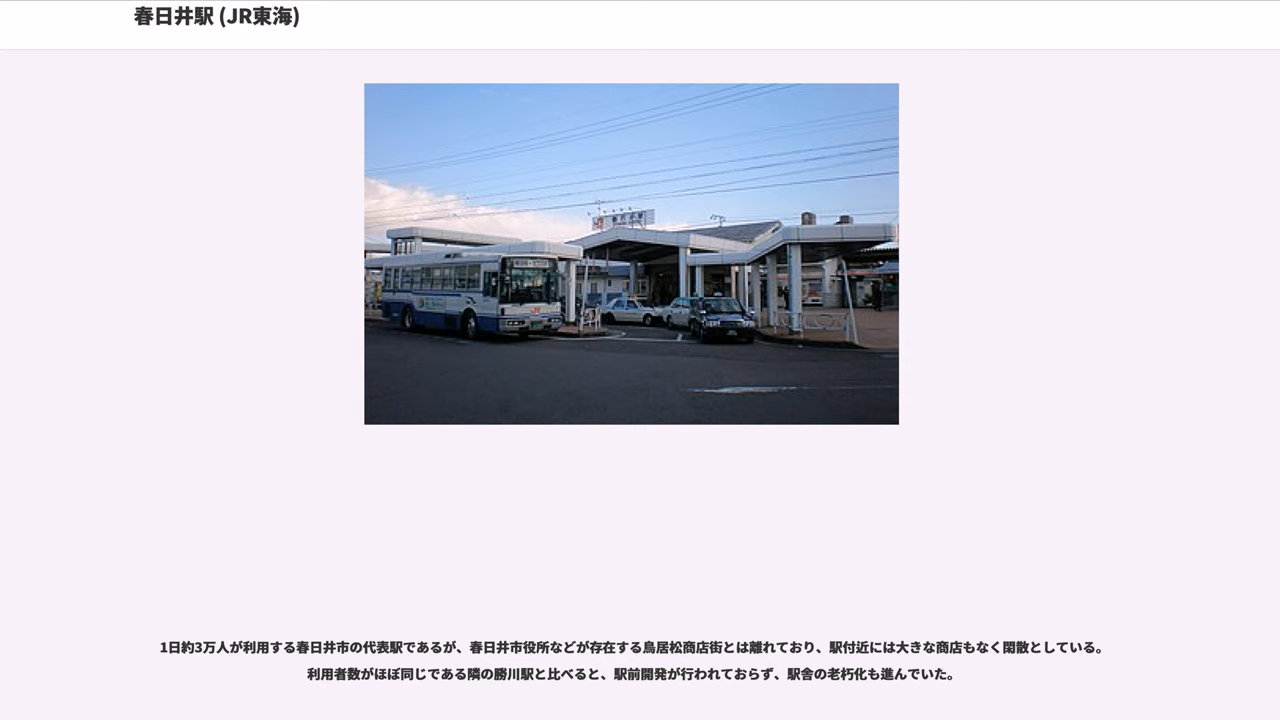 春日井駅 (JR東海)
春日井駅
JR
1日約3万人が利用する春日井市の代表駅であるが、春日井市役所などが存在する鳥居松商店街とは離れており、駅付近には大きな商店もなく閑散としている。
利用者数がほぼ同じである隣の勝川駅と比べると、駅前開発が行われておらず、駅舎の老朽化も進んでいた。